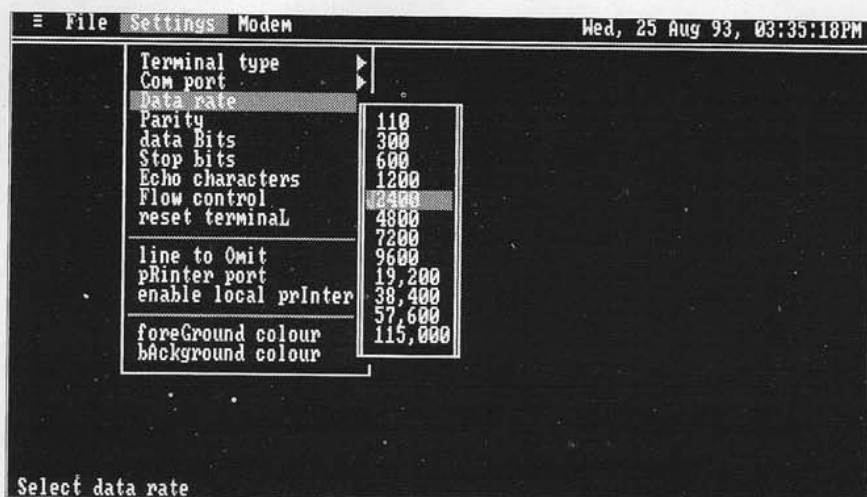 ≡ File Settings Modem Wed, 25 Aug 93, 03:35:18PM
Terminal type
Com port
Data rate
Parity
data Bits
Stop bits
Echo characters
Flow control
reset terminaL
line to Omit
pRinter port
enable local prInter
foreGround colour
bAckground colour
110
300
600
1200
2400
4800
7200
9600
19,200
38,400
57,600
115,000
Select data rate